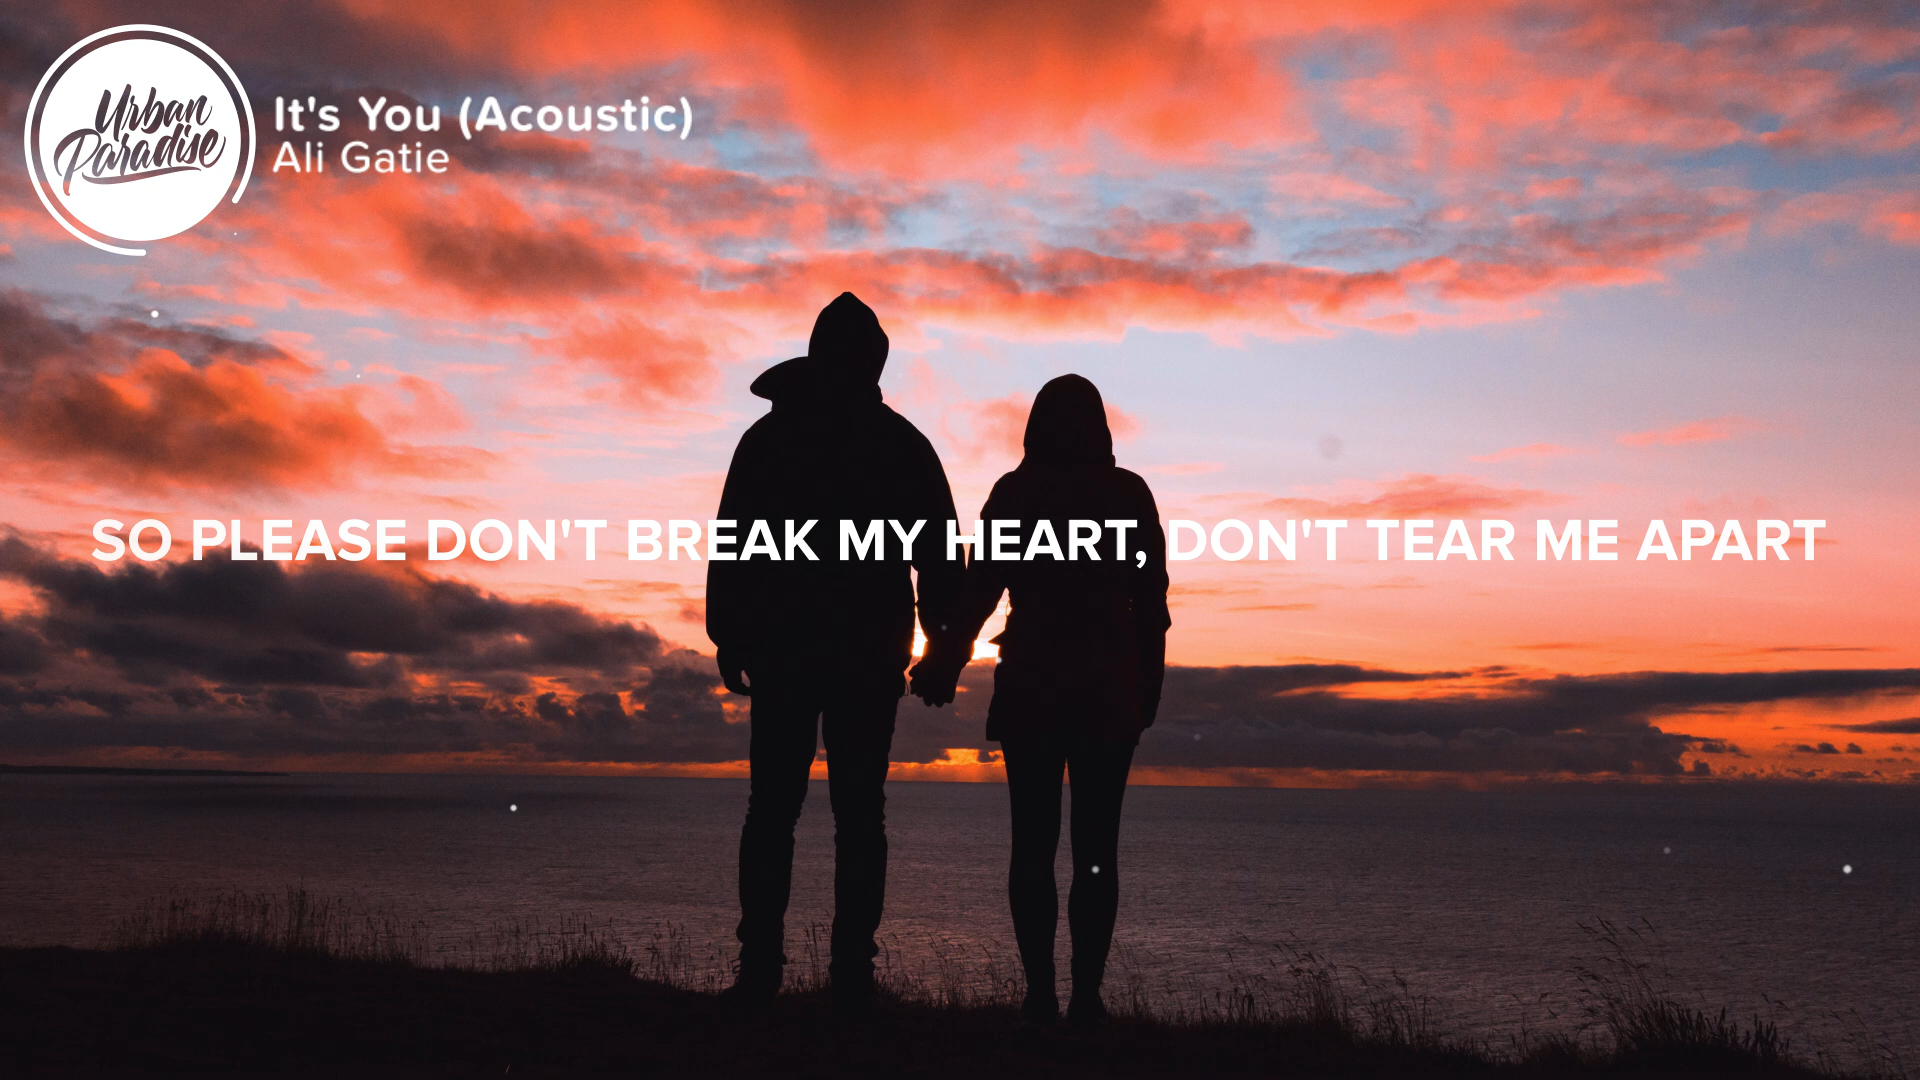 Urban
Paradise
It's You (Acoustic)
Ali Gatie
SO PLEASE DON'T BREAK MY HEART, DON'T TEAR ME APART